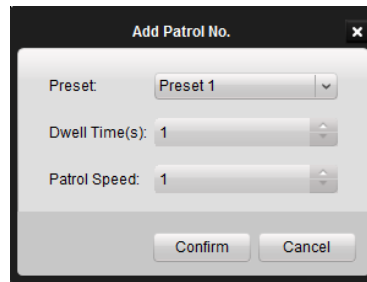 Add Patrol No.
Preset: Preset 1
Dwell Time(s): 1
Patrol Speed: 1
Confirm Cancel